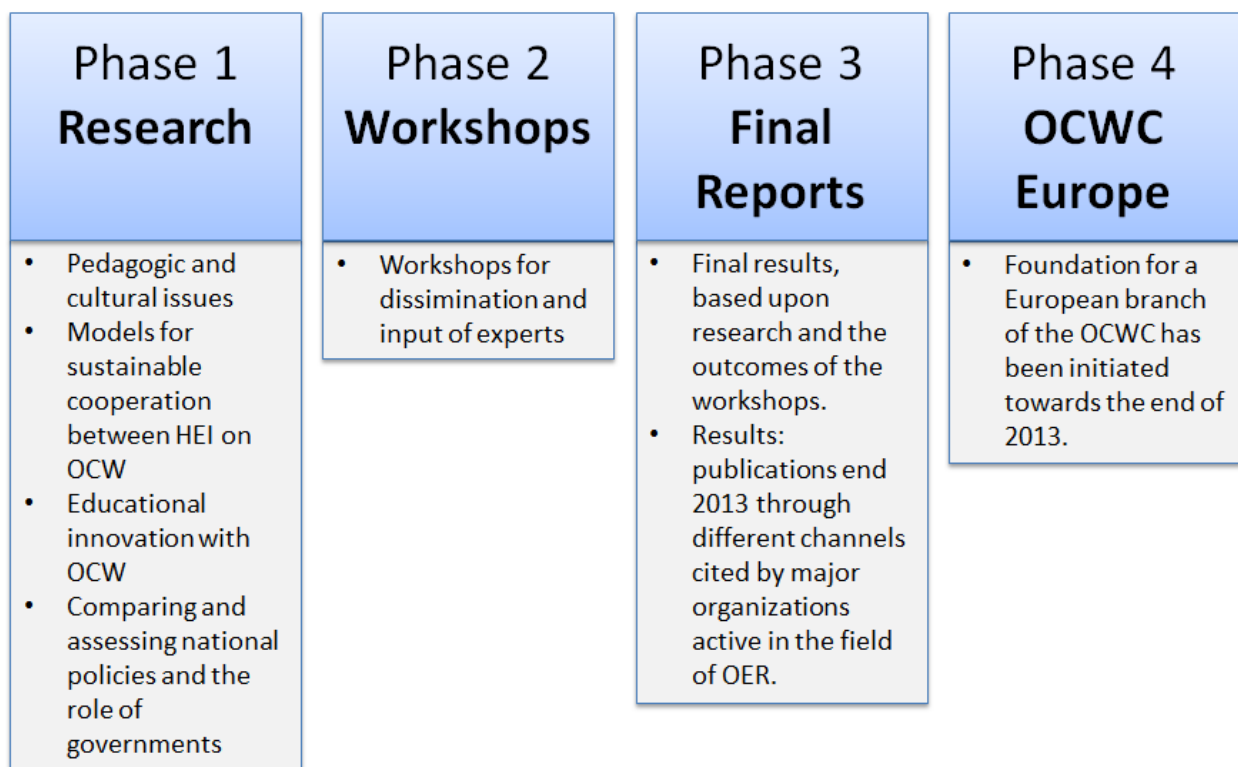 Phase 1
Research
• Pedagogic and
cultural issues
• Models for
sustainable
cooperation
between HEI on
OCW
• Educational
innovation with
OCW
• Comparing and
assessing national
policies and the
role of
governments
Phase 2
Workshops
• Workshops for
dissimination and
input of experts
Phase 3
Final
Reports
• Final results,
based upon
research and the
outcomes of the
workshops.
• Results:
publications end
2013 through
different channels
cited by major
organizations
active in the field
of OER.
Phase 4
OCWC
Europe
• Foundation for a
European branch
of the OCWC has
been initiated
towards the end of
2013.